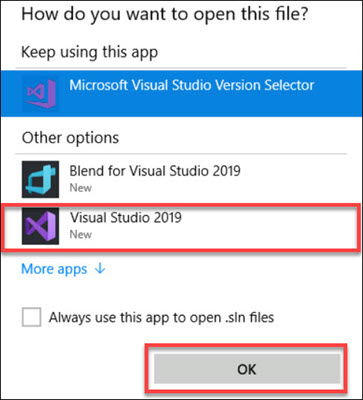 How do you want to open this file?
Keep using this app
Microsoft Visual Studio Version Selector
Other options
Blend for Visual Studio 2019
New
Visual Studio 2019
New
More apps ↓
Always use this app to open .sln files
OK